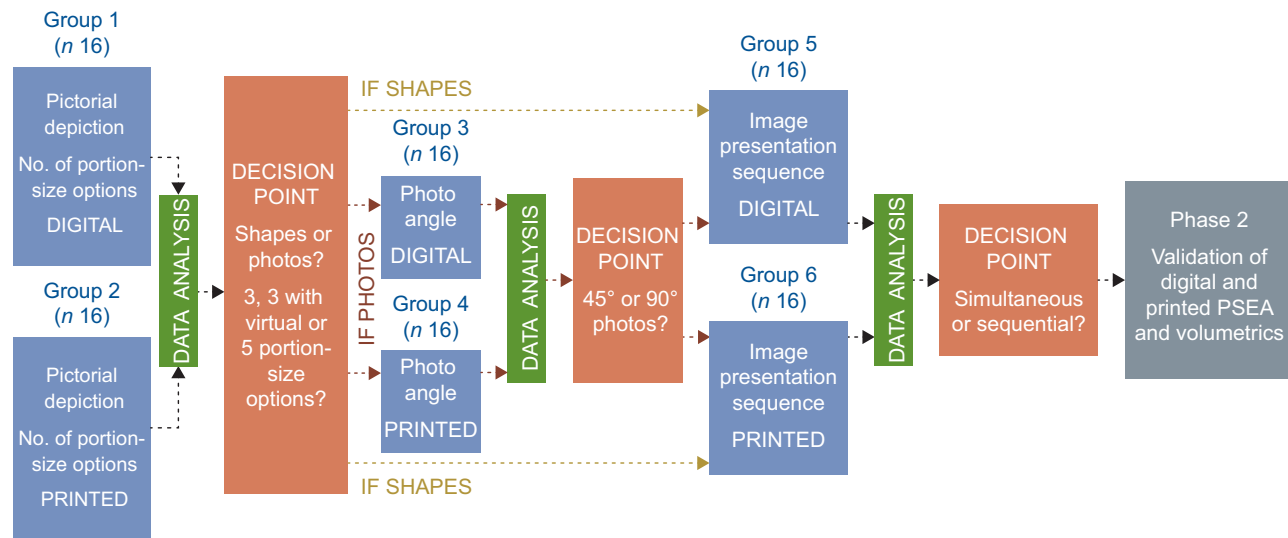 Group 1
(n 16)
Pictorial
depiction
No. of portion-
size options
DIGITAL
Group 2
(n 16)
Pictorial
depiction
No. of portion-
size options
PRINTED
DATA ANALYSIS
DECISION
POINT
Shapes or
photos?
3, 3 with
virtual or
5 portion-
size
options?
IF SHAPES
IF PHOTOS
IF SHAPES
Group 3
(n 16)
Photo
angle
DIGITAL
Group 4
(n 16)
Photo
angle
PRINTED
DATA ANALYSIS
DECISION
POINT
45° or 90°
photos?
Group 5
(n 16)
Image
presentation
sequence
DIGITAL
Group 6
(n 16)
Image
presentation
sequence
PRINTED
DATA ANALYSIS
DECISION
POINT
Simultaneous
or sequential?
Phase 2
Validation of
digital and
printed PSEA
and volumetrics